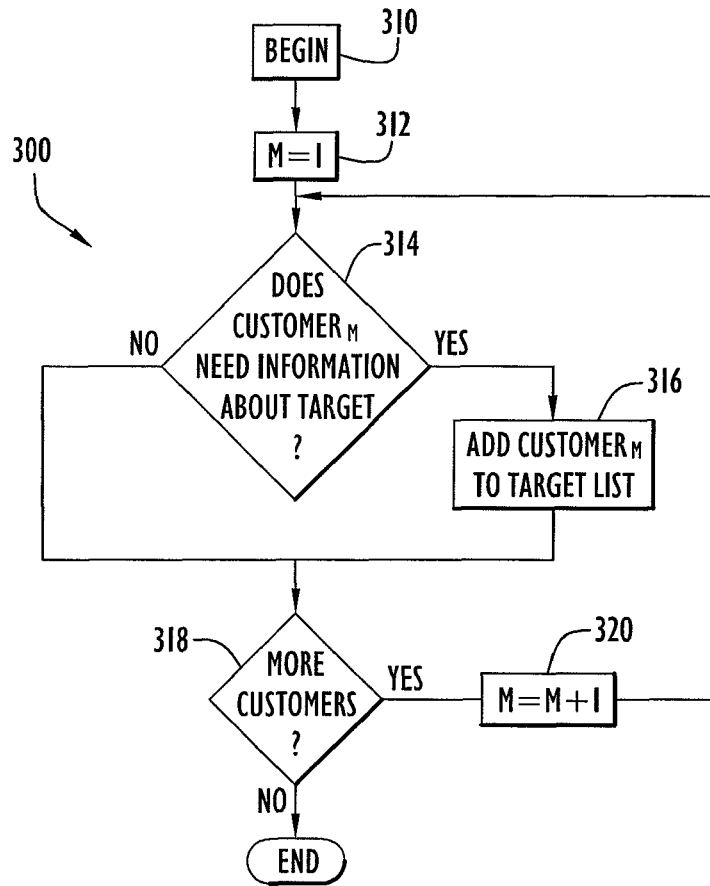 310
BEGIN
312
M=1
300
314
DOES
CUSTOMER M
NEED INFORMATION
ABOUT TARGET
?
NO
YES
316
ADD CUSTOMER M
TO TARGET LIST
318
MORE
CUSTOMERS
?
YES
320
M=M+1
NO
END